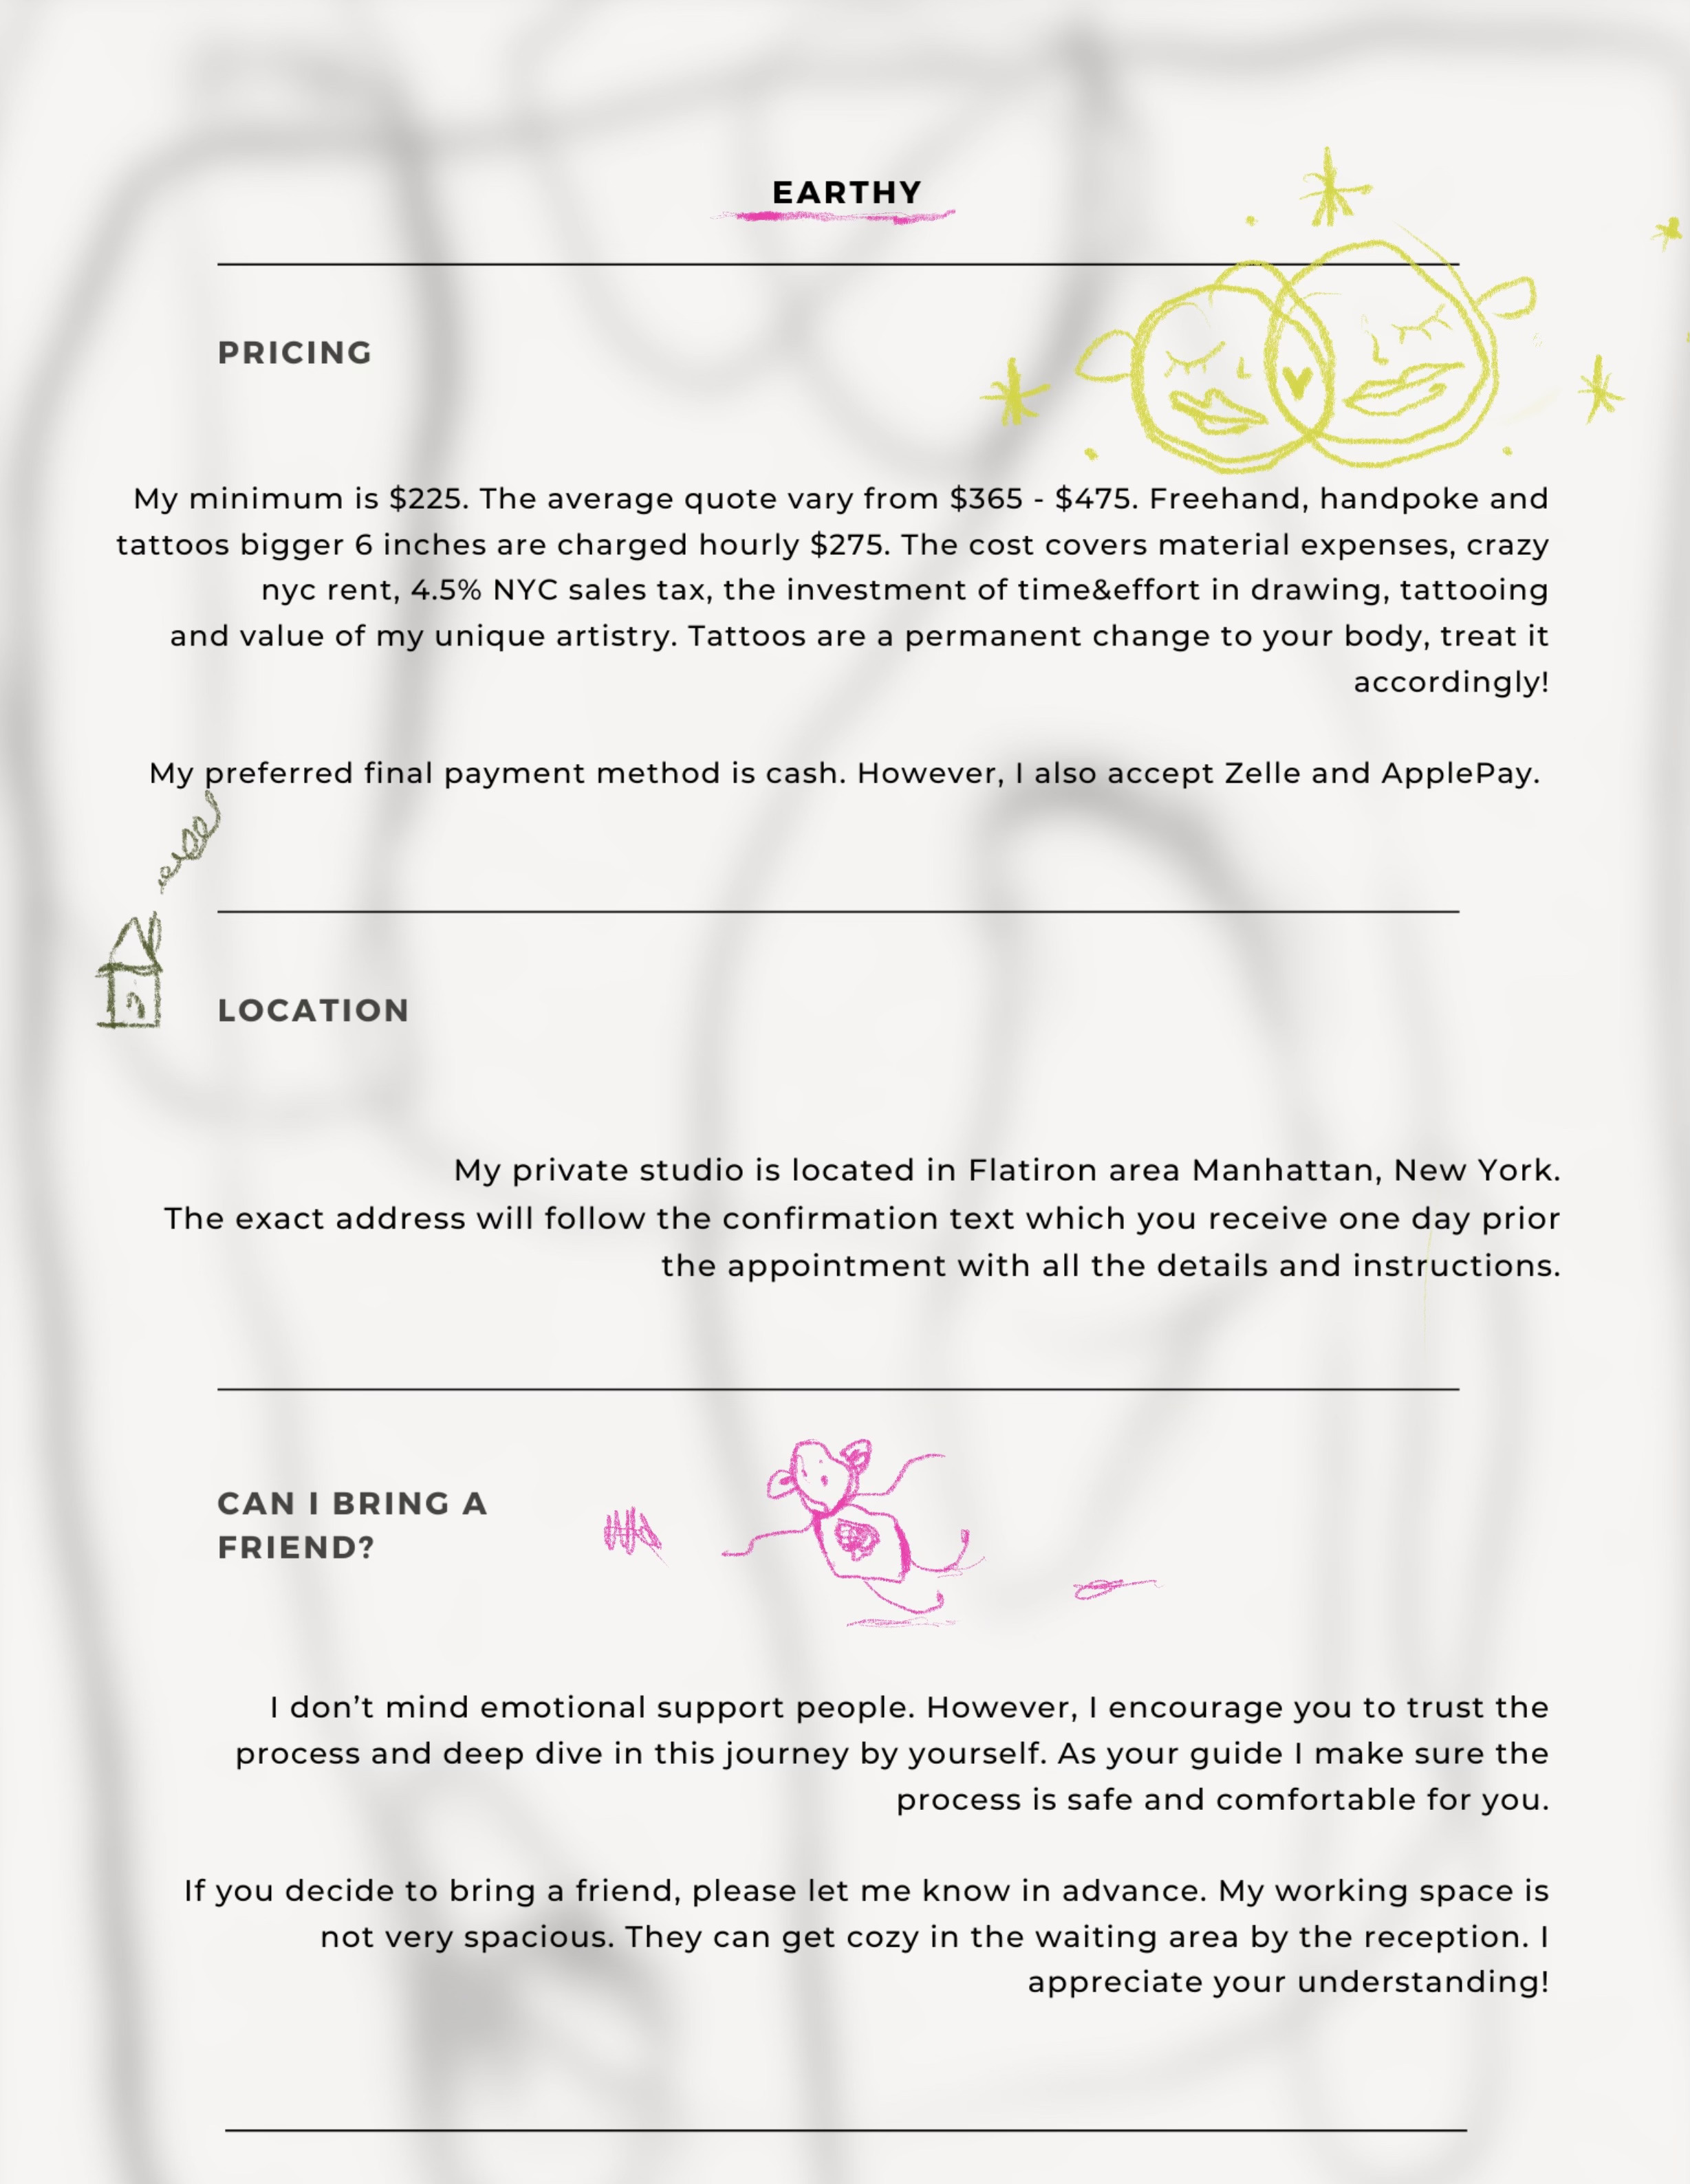 EARTHY
PRICING
My minimum is $225. The average quote vary from $365 - $475. Freehand, handpoke and
tattoos bigger 6 inches are charged hourly $275. The cost covers material expenses, crazy
nyc rent, 4.5% NYC sales tax, the investment of time&effort in drawing, tattooing
and value of my unique artistry. Tattoos are a permanent change to your body, treat it
accordingly!
My preferred final payment method is cash. However, I also accept Zelle and ApplePay.
LOCATION
My private studio is located in Flatiron area Manhattan, New York.
The exact address will follow the confirmation text which you receive one day prior
the appointment with all the details and instructions.
CAN I BRING A
FRIEND?
I don’t mind emotional support people. However, I encourage you to trust the
process and deep dive in this journey by yourself. As your guide I make sure the
process is safe and comfortable for you.
If you decide to bring a friend, please let me know in advance. My working space is
not very spacious. They can get cozy in the waiting area by the reception. I
appreciate your understanding!